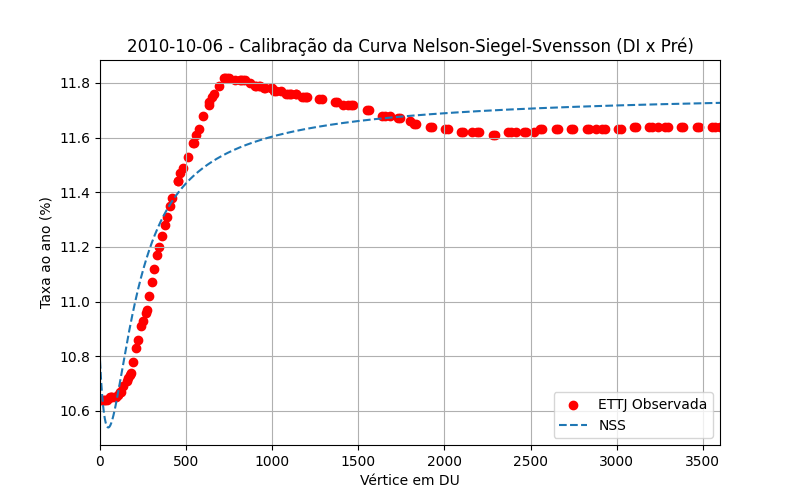 2010-10-06 - Calibração da Curva Nelson-Siegel-Svensson (DI x Pré)
Taxa ao ano (%)
11.8
11.6
11.4
11.2
11.0
10.8
10.6
ETTJ Observada
NSS
0 500 1000 1500 2000 2500 3000 3500
Vértice em DU